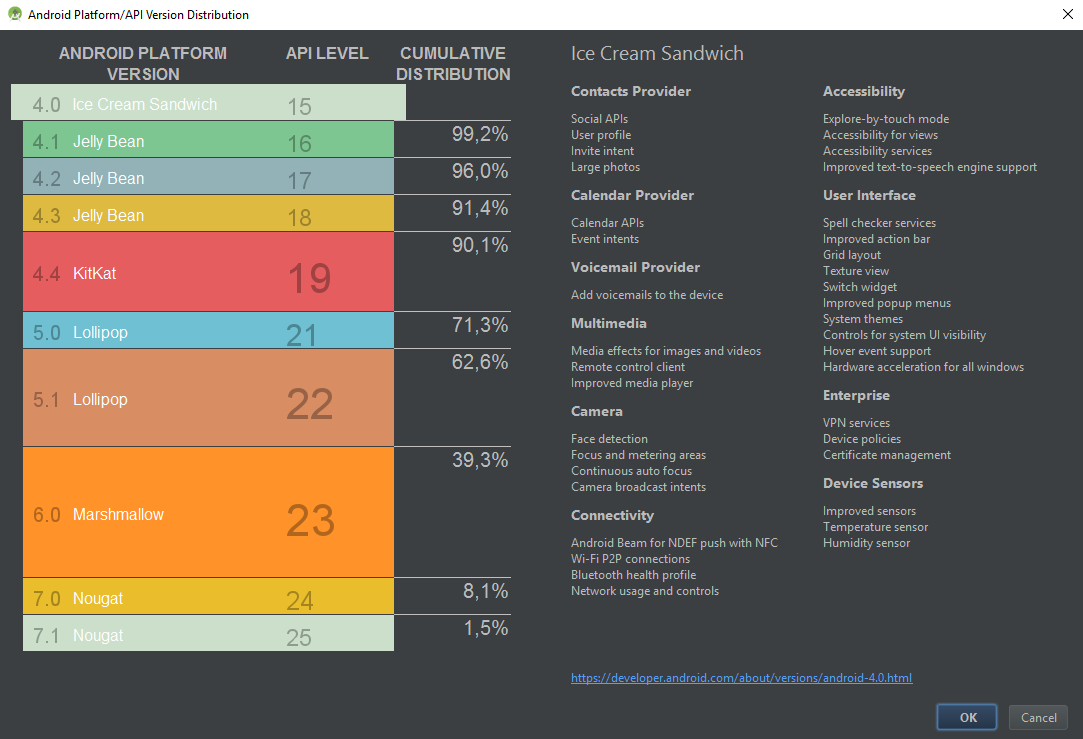 Android Platform/API Version Distribution
ANDROID PLATFORM
VERSION
API LEVEL
CUMULATIVE
DISTRIBUTION
4.0 Ice Cream Sandwich 15
99,2%
4.1 Jelly Bean 16
96,0%
4.2 Jelly Bean 17
91,4%
4.3 Jelly Bean 18
90,1%
4.4 KitKat 19
71,3%
5.0 Lollipop 21
62,6%
5.1 Lollipop 22
39,3%
6.0 Marshmallow 23
8,1%
7.0 Nougat 24
1,5%
7.1 Nougat 25
Ice Cream Sandwich
Contacts Provider
Social APIs
User profile
Invite intent
Large photos
Calendar Provider
Calendar APIs
Event intents
Voicemail Provider
Add voicemails to the device
Multimedia
Media effects for images and videos
Remote control client
Improved media player
Camera
Face detection
Focus and metering areas
Continuous auto focus
Camera broadcast intents
Connectivity
Android Beam for NDEF push with NFC
Wi-Fi P2P connections
Bluetooth health profile
Network usage and controls
Accessibility
Explore-by-touch mode
Accessibility for views
Accessibility services
Improved text-to-speech engine support
User Interface
Spell checker services
Improved action bar
Grid layout
Texture view
Switch widget
Improved popup menus
System themes
Controls for system UI visibility
Hover event support
Hardware acceleration for all windows
Enterprise
VPN services
Device policies
Certificate management
Device Sensors
Improved sensors
Temperature sensor
Humidity sensor
https://developer.android.com/about/versions/android-4.0.html
OK
Cancel